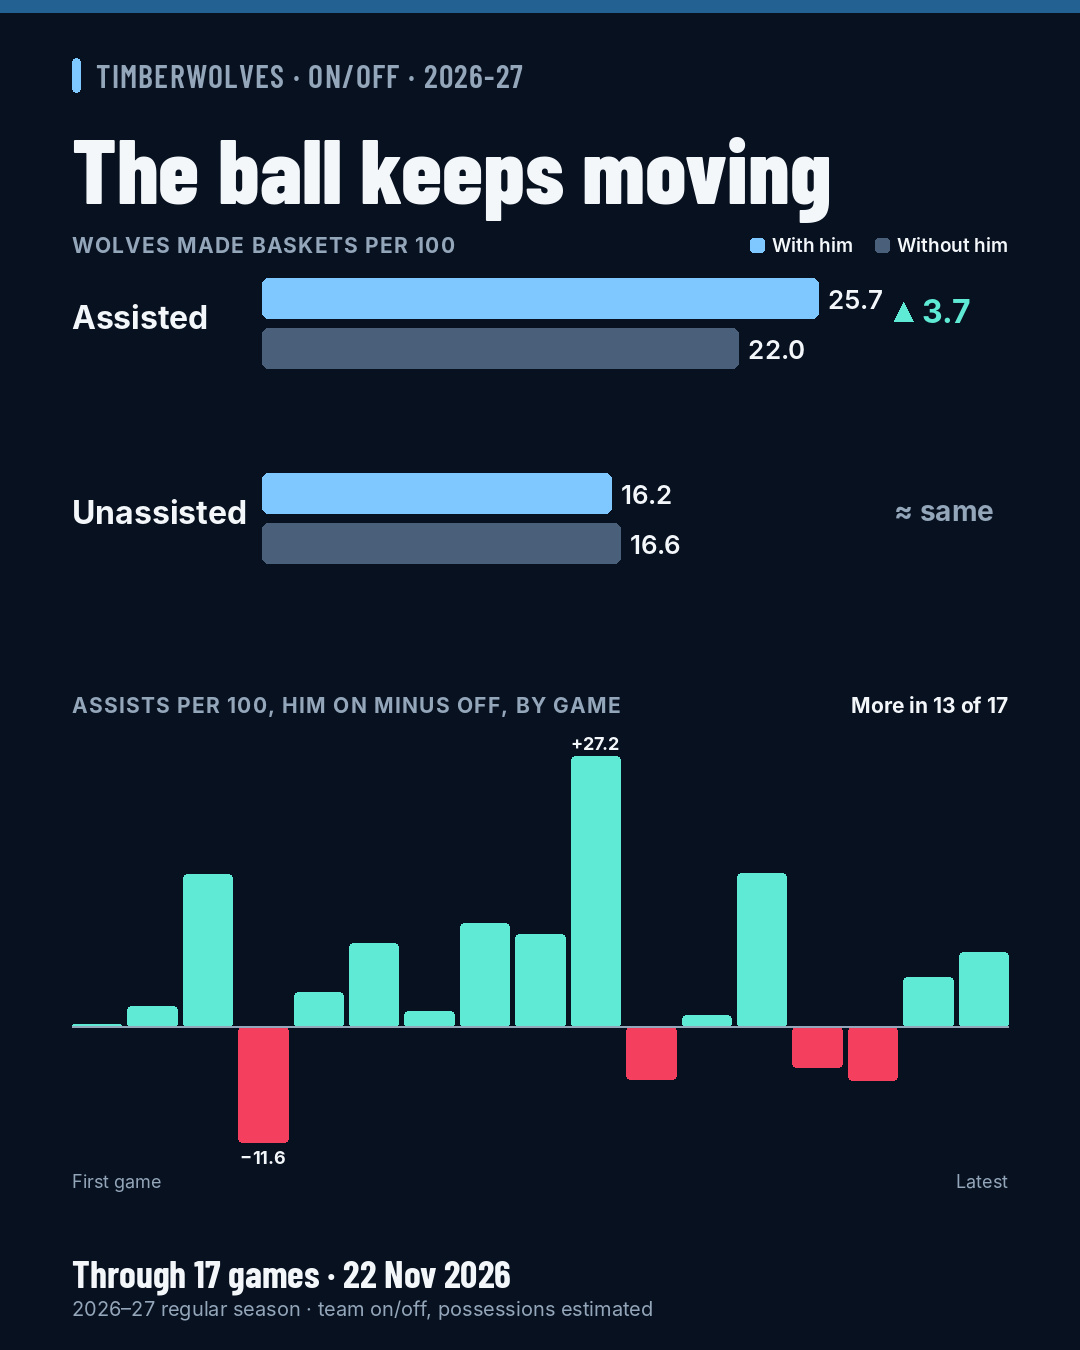 TIMBERWOLVES · ON/OFF · 2026-27
The ball keeps moving
WOLVES MADE BASKETS PER 100
With him
Without him
Assisted
25.7
▲ 3.7
22.0
Unassisted
16.2
≈ same
16.6
ASSISTS PER 100, HIM ON MINUS OFF, BY GAME
More in 13 of 17
+27.2
−11.6
First game
Latest
Through 17 games · 22 Nov 2026
2026–27 regular season · team on/off, possessions estimated